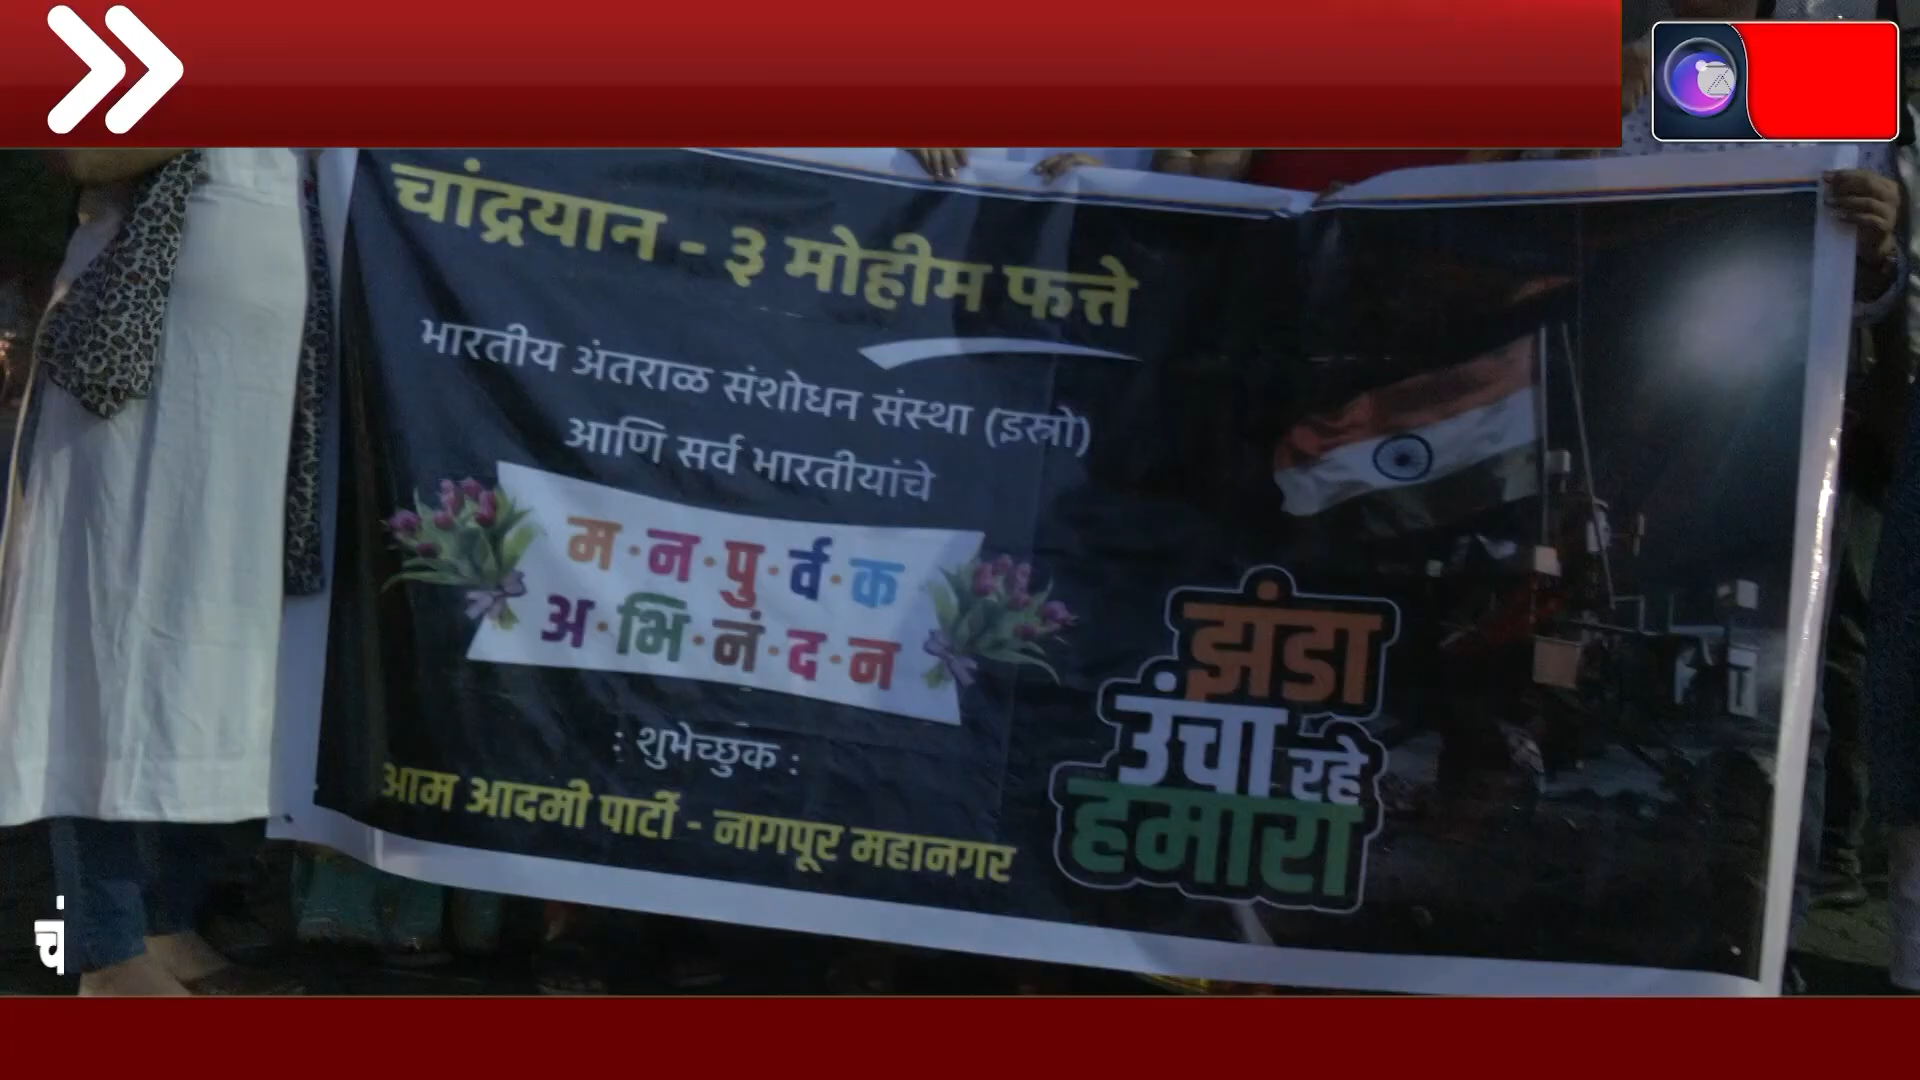 चांद्रयान - ३ मोहीम फत्ते
भारतीय अंतराळ संशोधन संस्था (इस्रो)
आणि सर्व भारतीयांचे
म·न·पु·र्व·क
अ·भि·नं·द·न
: शुभेच्छुक :
आम आदमी पार्टी - नागपूर महानगर
झंडा
उंचा रहे
हमारा